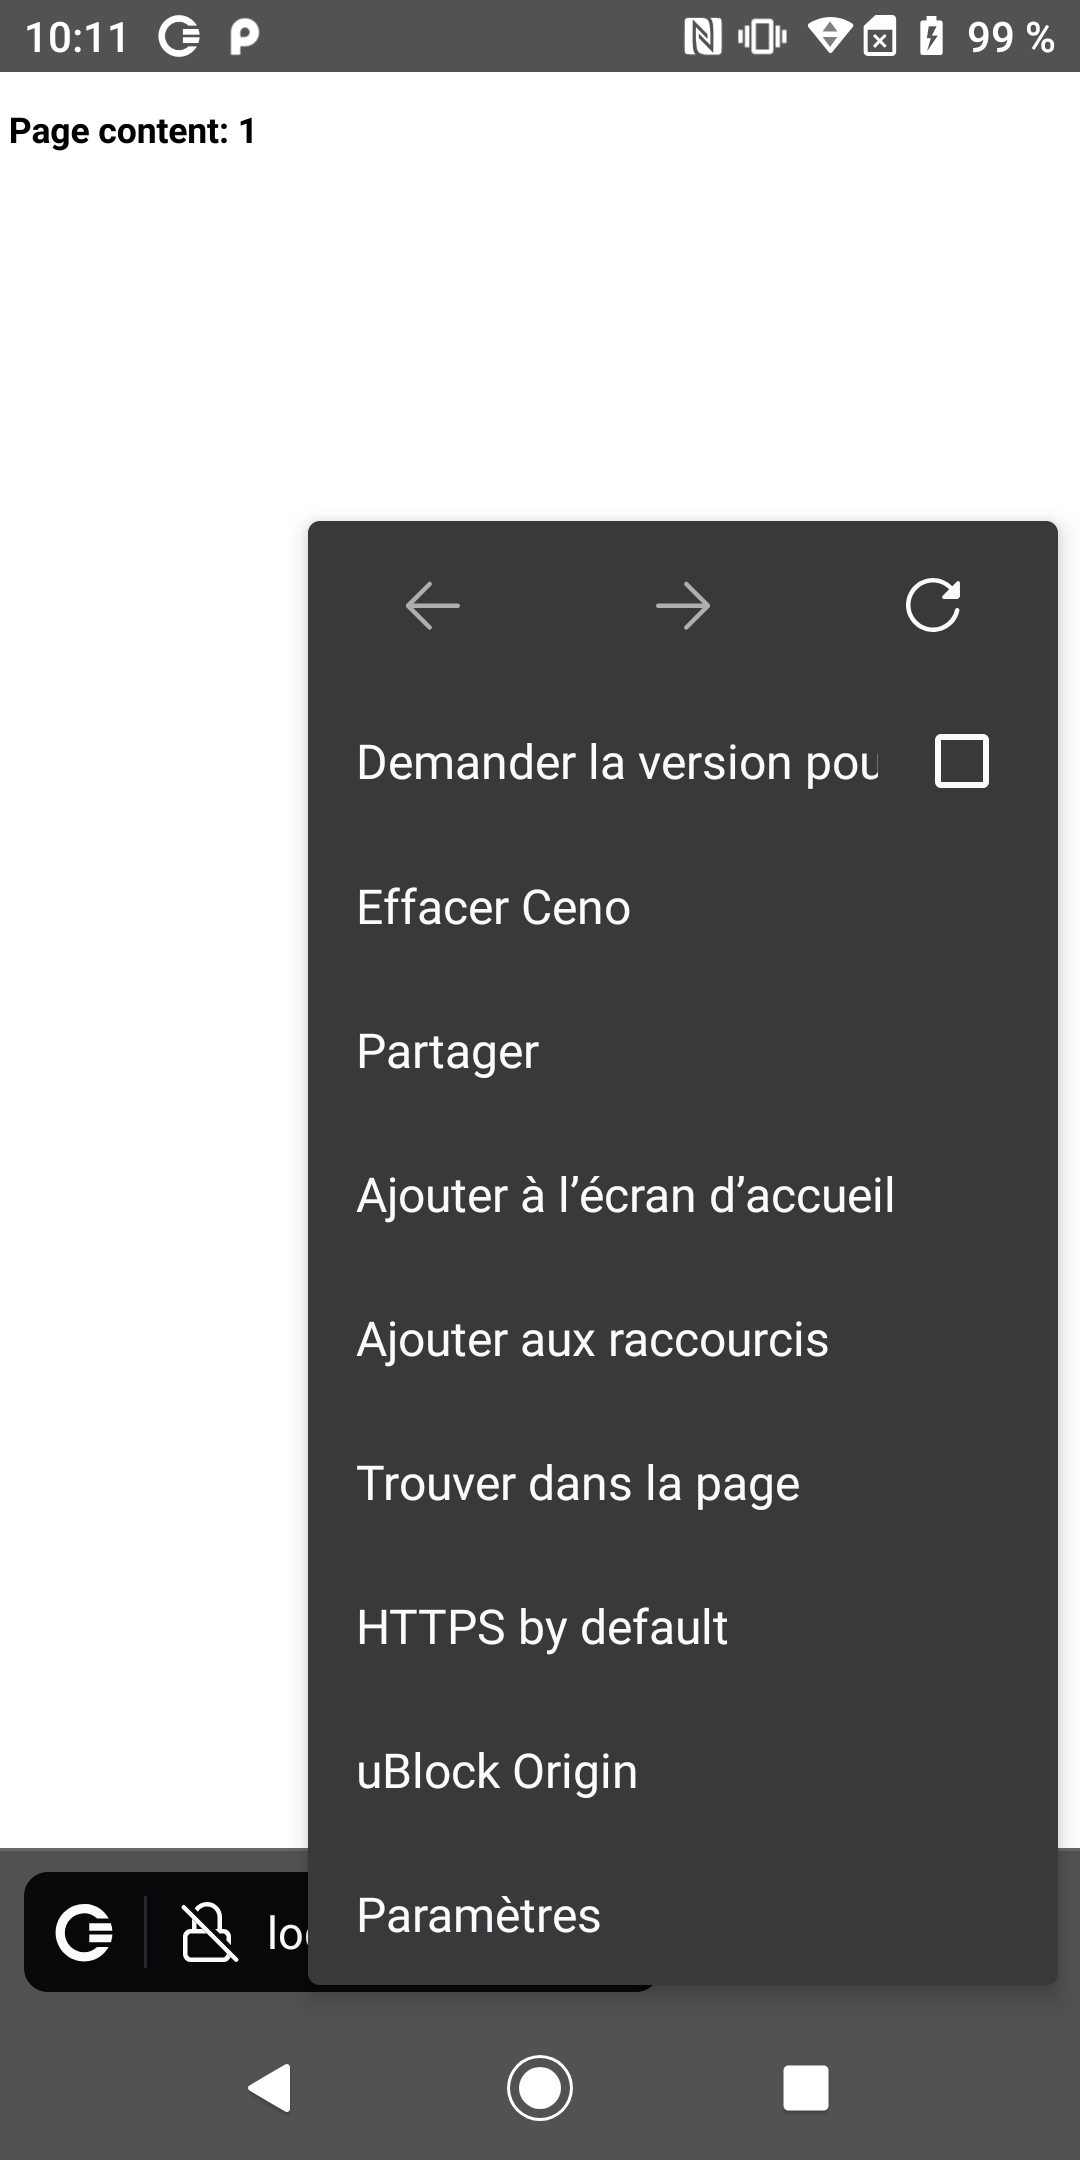 10:11 99 %
Page content: 1
Demander la version pou
Effacer Ceno
Partager
Ajouter à l’écran d’accueil
Ajouter aux raccourcis
Trouver dans la page
HTTPS by default
uBlock Origin
Paramètres